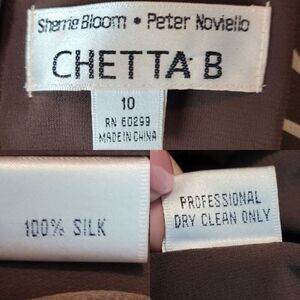 Sherrie Bloom • Peter Noviello
CHETTA B
10
RN 60299
MADE IN CHINA
100% SILK
PROFESSIONAL
DRY CLEAN ONLY